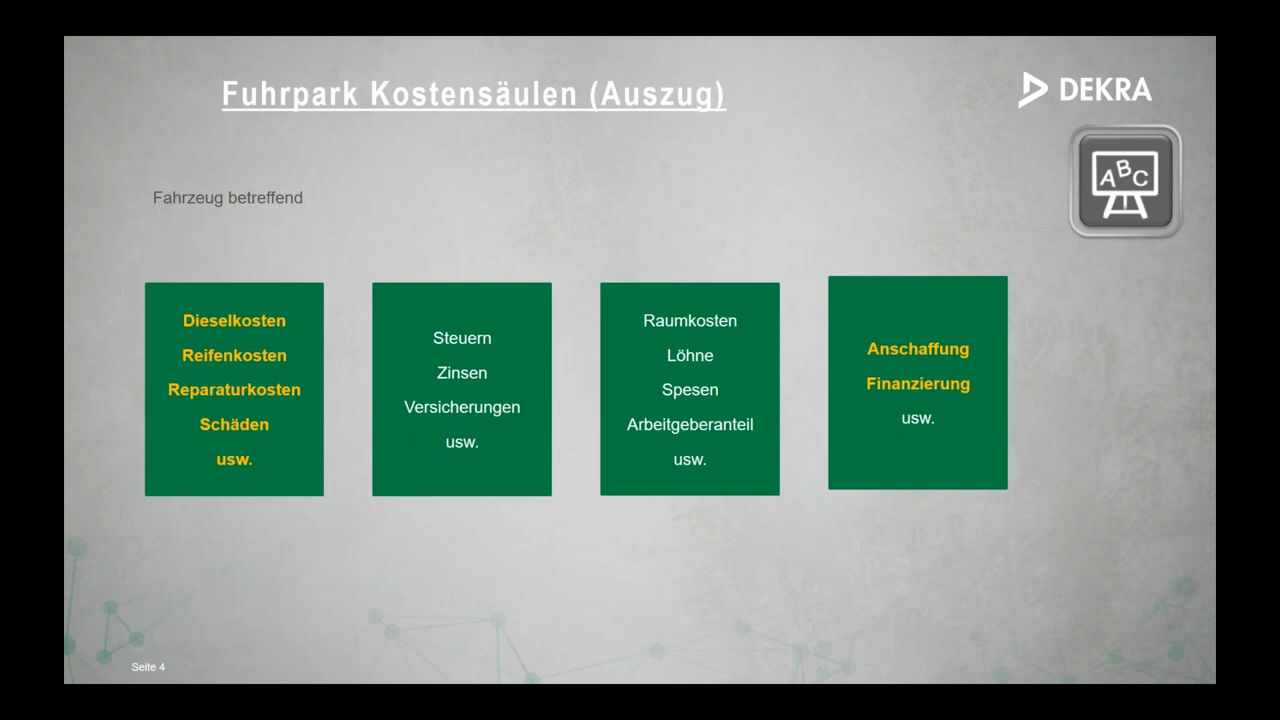 Fuhrpark Kostensäulen (Auszug)
DEKRA
ABC
Fahrzeug betreffend
Dieselkosten
Reifenkosten
Reparaturkosten
Schäden
usw.
Steuern
Zinsen
Versicherungen
usw.
Raumkosten
Löhne
Spesen
Arbeitgeberanteil
usw.
Anschaffung
Finanzierung
usw.
Seite 4